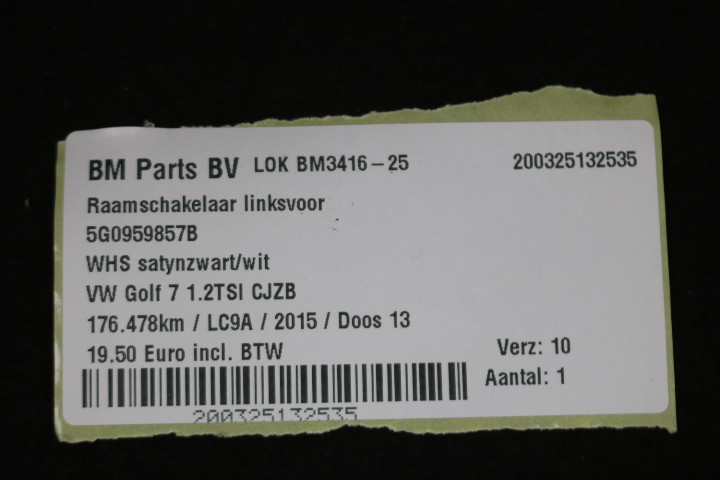 BM Parts BV LOK BM3416-25 200325132535
Raamschakelaar linksvoor
5G0959857B
WHS satynzwart/wit
VW Golf 7 1.2TSI CJZB
176.478km / LC9A / 2015 / Doos 13
19.50 Euro incl. BTW Verz: 10
Aantal: 1
200325132535